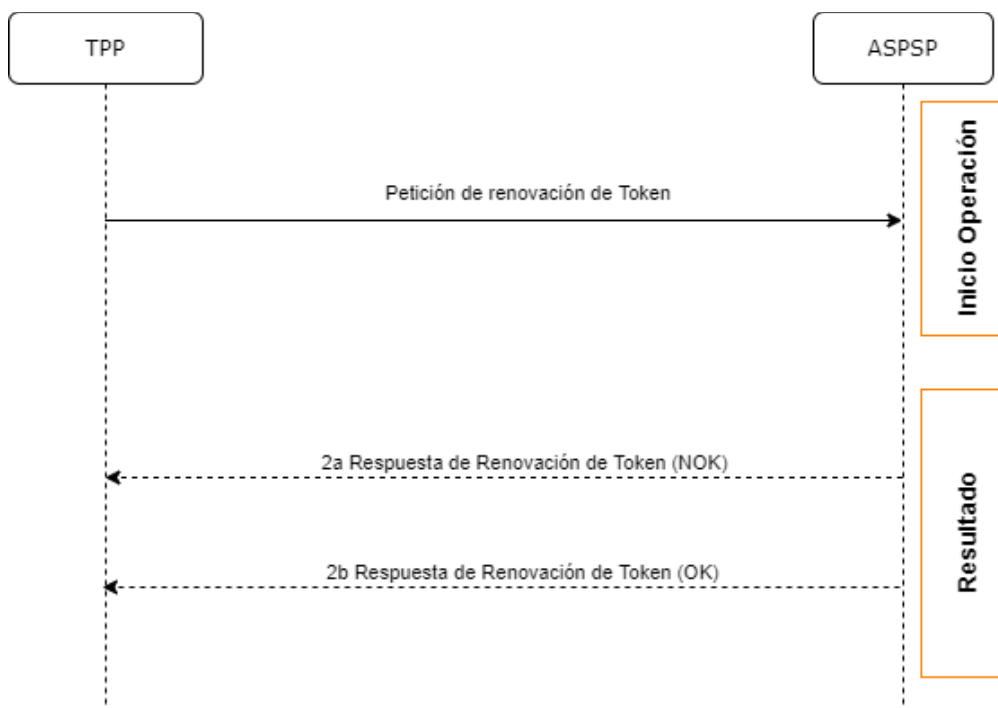 TPP
ASPSP
Petición de renovación de Token
Inicio Operación
2a Respuesta de Renovación de Token (NOK)
2b Respuesta de Renovación de Token (OK)
Resultado